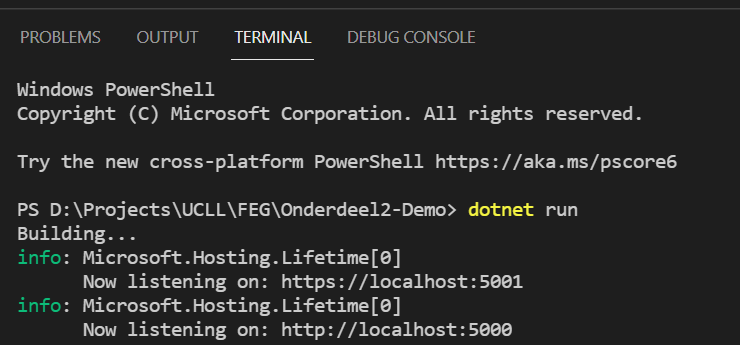 PROBLEMS OUTPUT TERMINAL DEBUG CONSOLE
Windows PowerShell
Copyright (C) Microsoft Corporation. All rights reserved.
Try the new cross-platform PowerShell https://aka.ms/pscore6
PS D:\Projects\UCLL\FEG\Onderdeel2-Demo> dotnet run
Building...
info: Microsoft.Hosting.Lifetime[0]
Now listening on: https://localhost:5001
info: Microsoft.Hosting.Lifetime[0]
Now listening on: http://localhost:5000